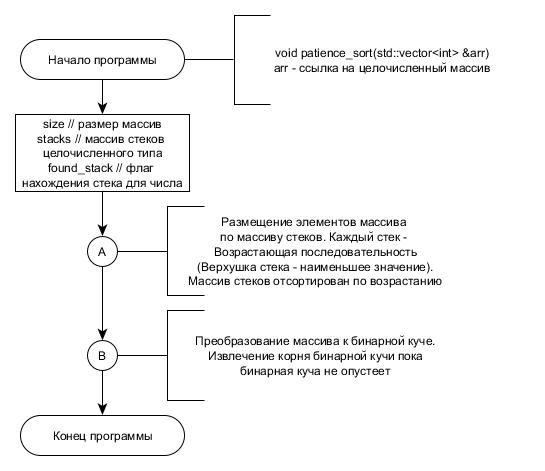 Начало программы
void patience_sort(std::vector<int> &arr)
arr - ссылка на целочисленный массив
size // размер массив
stacks // массив стеков
целочисленного типа
found_stack // флаг
нахождения стека для числа
A
Размещение элементов массива
по массиву стеков. Каждый стек -
Возрастающая последовательность
(Верхушка стека - наименьшее значение).
Массив стеков отсортирован по возрастанию
B
Преобразование массива к бинарной куче.
Извлечение корня бинарной кучи пока
бинарная куча не опустеет
Конец программы